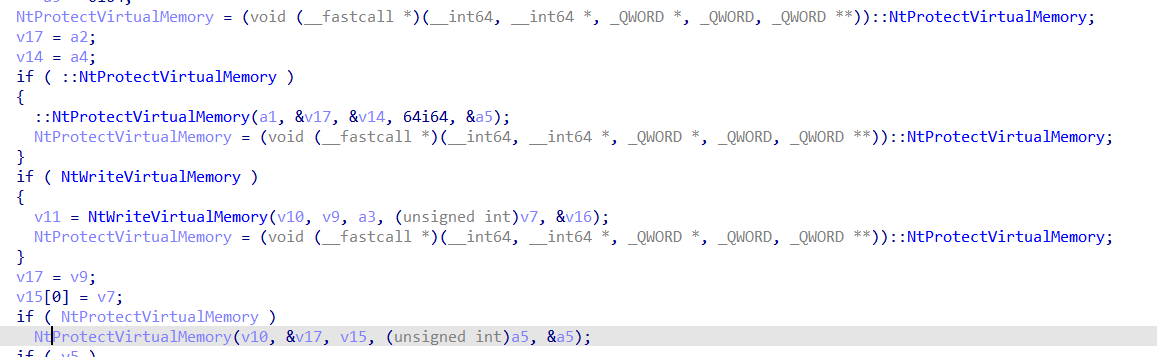 NtProtectVirtualMemory = (void (__fastcall *)(__int64, __int64 *, _QWORD *, _QWORD, _QWORD **))::NtProtectVirtualMemory;
v17 = a2;
v14 = a4;
if ( ::NtProtectVirtualMemory )
{
::NtProtectVirtualMemory(a1, &v17, &v14, 64i64, &a5);
NtProtectVirtualMemory = (void (__fastcall *)(__int64, __int64 *, _QWORD *, _QWORD, _QWORD **))::NtProtectVirtualMemory;
}
if ( NtWriteVirtualMemory )
{
v11 = NtWriteVirtualMemory(v10, v9, a3, (unsigned int)v7, &v16);
NtProtectVirtualMemory = (void (__fastcall *)(__int64, __int64 *, _QWORD *, _QWORD, _QWORD **))::NtProtectVirtualMemory;
}
v17 = v9;
v15[0] = v7;
if ( NtProtectVirtualMemory )
NtProtectVirtualMemory(v10, &v17, v15, (unsigned int)a5, &a5);
if ( v5 )